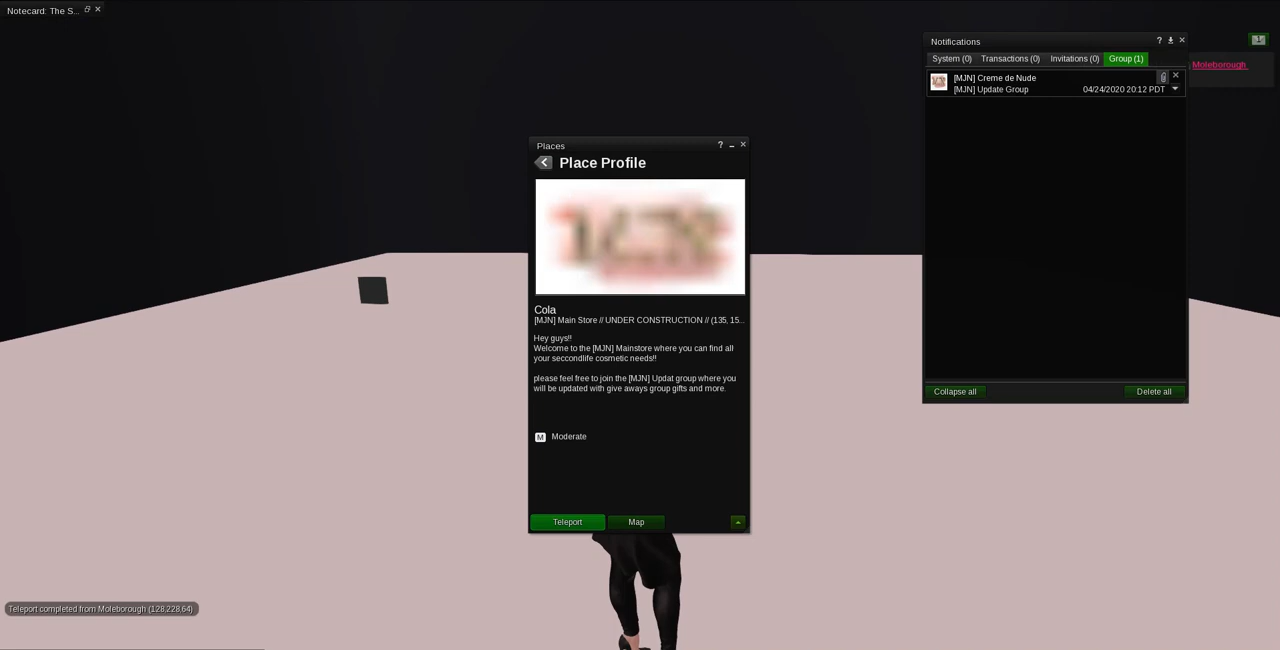 Notecard: The S...
Notifications
System (0) Transactions (0) Invitations (0) Group (1)
[MJN] Creme de Nude
[MJN] Update Group 04/24/2020 20:12 PDT
Collapse all Delete all
1
Moleborough
Places
Place Profile
Cola
[MJN] Main Store // UNDER CONSTRUCTION // (135, 15...
Hey guys!!
Welcome to the [MJN] Mainstore where you can find all
your seccondlife cosmetic needs!!
please feel free to join the [MJN] Updat group where you
will be updated with give aways group gifts and more.
M Moderate
Teleport Map
Teleport completed from Moleborough (128,228,64)